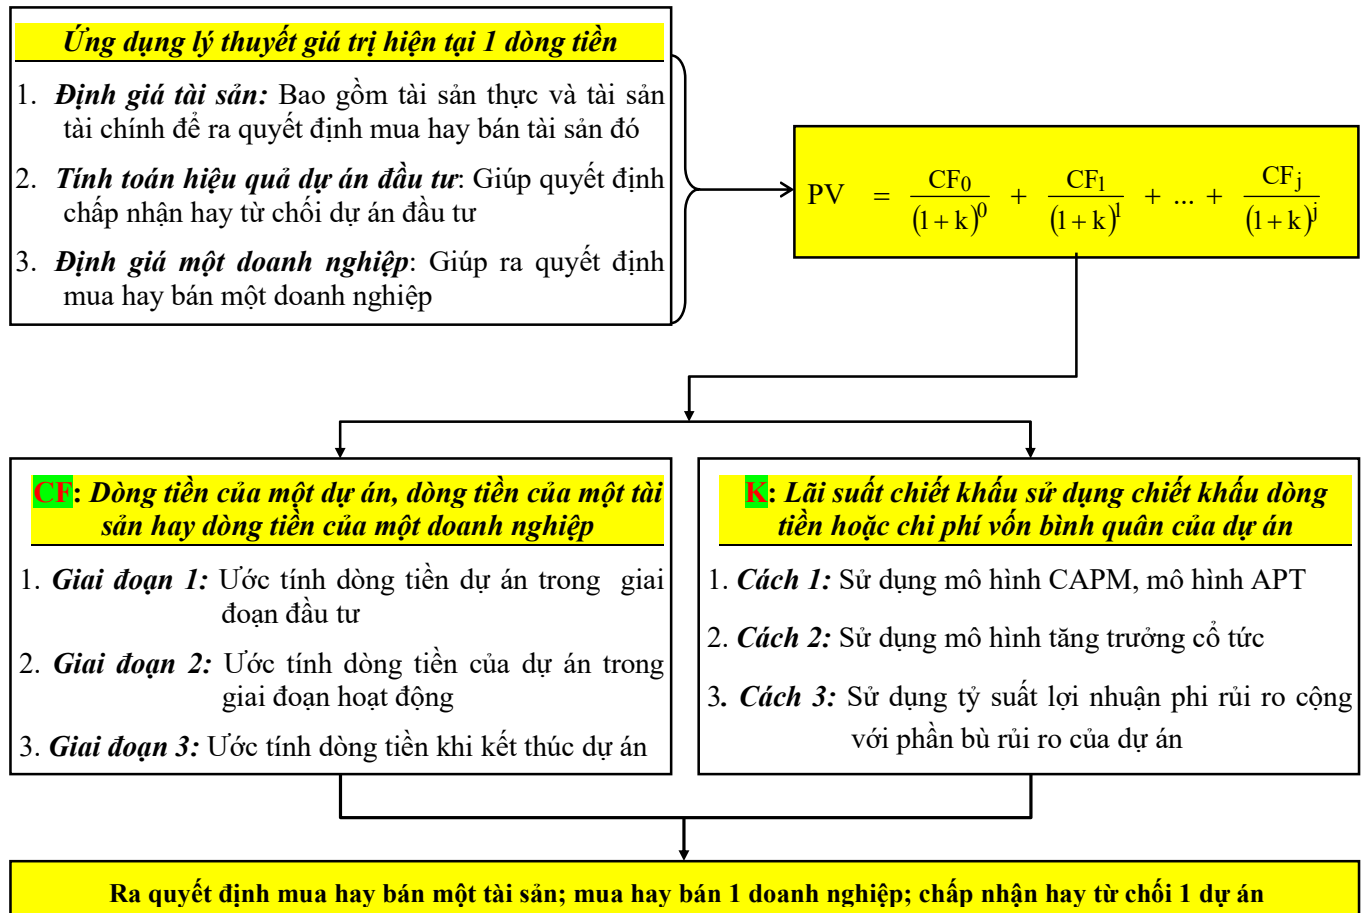 Ứng dụng lý thuyết giá trị hiện tại 1 dòng tiền
1. Định giá tài sản: Bao gồm tài sản thực và tài sản
tài chính để ra quyết định mua hay bán tài sản đó
2. Tính toán hiệu quả dự án đầu tư: Giúp quyết định
chấp nhận hay từ chối dự án đầu tư
3. Định giá một doanh nghiệp: Giúp ra quyết định
mua hay bán một doanh nghiệp
PV = CF₀/(1+k)⁰ + CF₁/(1+k)¹ + ... + CFⱼ/(1+k)ʲ
CF: Dòng tiền của một dự án, dòng tiền của một tài
sản hay dòng tiền của một doanh nghiệp
1. Giai đoạn 1: Ước tính dòng tiền dự án trong giai
đoạn đầu tư
2. Giai đoạn 2: Ước tính dòng tiền của dự án trong
giai đoạn hoạt động
3. Giai đoạn 3: Ước tính dòng tiền khi kết thúc dự án
K: Lãi suất chiết khấu sử dụng chiết khấu dòng
tiền hoặc chi phí vốn bình quân của dự án
1. Cách 1: Sử dụng mô hình CAPM, mô hình APT
2. Cách 2: Sử dụng mô hình tăng trưởng cổ tức
3. Cách 3: Sử dụng tỷ suất lợi nhuận phi rủi ro cộng
với phần bù rủi ro của dự án
Ra quyết định mua hay bán một tài sản; mua hay bán 1 doanh nghiệp; chấp nhận hay từ chối 1 dự án